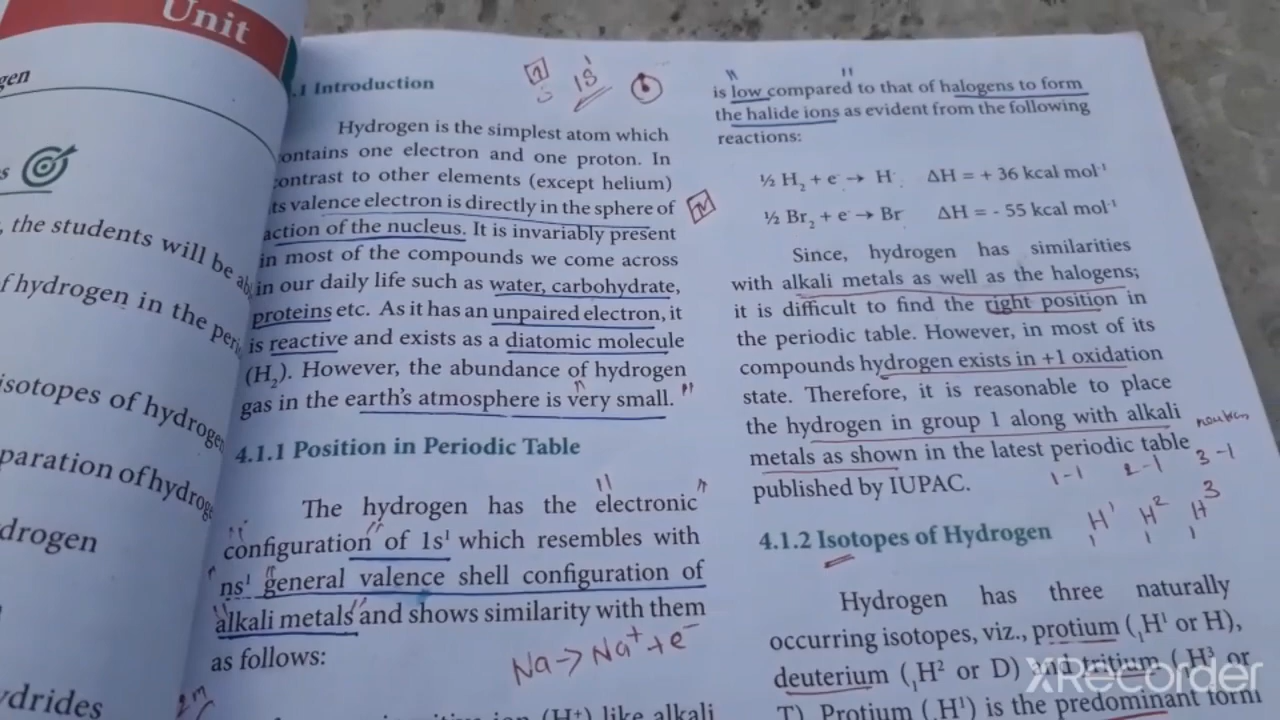 Unit
gen
s
, the students will be ab
f hydrogen in the peri
isotopes of hydrogen
paration of hydrog
drogen
ydrides
.1 Introduction
1s¹
Hydrogen is the simplest atom which
contains one electron and one proton. In
contrast to other elements (except helium)
its valence electron is directly in the sphere of
action of the nucleus. It is invariably present
in most of the compounds we come across
in our daily life such as water, carbohydrate,
proteins etc. As it has an unpaired electron, it
is reactive and exists as a diatomic molecule
(H₂). However, the abundance of hydrogen
gas in the earth's atmosphere is very small.
4.1.1 Position in Periodic Table
The hydrogen has the electronic
configuration of 1s¹ which resembles with
ns¹ general valence shell configuration of
alkali metals and shows similarity with them
as follows:
Na → Na⁺ + e⁻
ion (H⁺) like alkali
is low compared to that of halogens to form
the halide ions as evident from the following
reactions:
½ H₂ + e⁻ → H⁻ ΔH = + 36 kcal mol⁻¹
½ Br₂ + e⁻ → Br⁻ ΔH = - 55 kcal mol⁻¹
Since, hydrogen has similarities
with alkali metals as well as the halogens;
it is difficult to find the right position in
the periodic table. However, in most of its
compounds hydrogen exists in +1 oxidation
state. Therefore, it is reasonable to place
the hydrogen in group 1 along with alkali
metals as shown in the latest periodic table
published by IUPAC.
neutron
1-1 2-1 3-1
₁H¹ ₁H² ₁H³
4.1.2 Isotopes of Hydrogen
Hydrogen has three naturally
occurring isotopes, viz., protium (₁H¹ or H),
deuterium (₁H² or D) and tritium (₁H³ or
T). Protium (₁H¹) is the predominant form
XRecorder